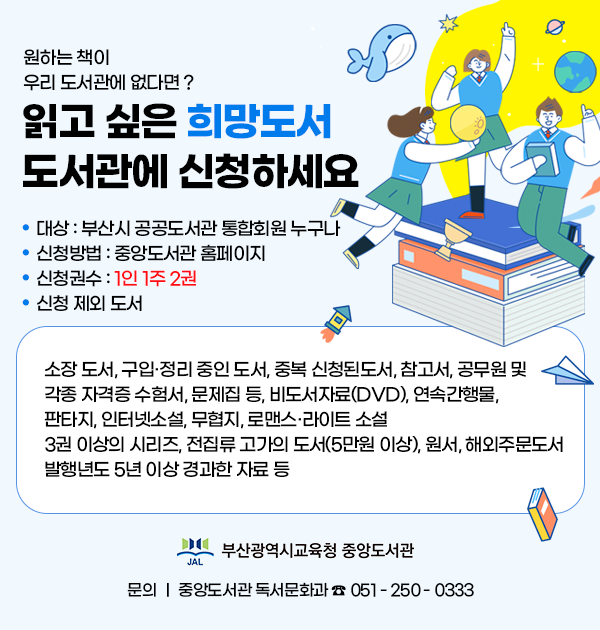 원하는 책이
우리 도서관에 없다면 ?
읽고 싶은 희망도서
도서관에 신청하세요
• 대상 : 부산시 공공도서관 통합회원 누구나
• 신청방법 : 중앙도서관 홈페이지
• 신청권수 : 1인 1주 2권
• 신청 제외 도서
소장 도서, 구입·정리 중인 도서, 중복 신청된도서, 참고서, 공무원 및
각종 자격증 수험서, 문제집 등, 비도서자료(DVD), 연속간행물,
판타지, 인터넷소설, 무협지, 로맨스·라이트 소설
3권 이상의 시리즈, 전집류 고가의 도서(5만원 이상), 원서, 해외주문도서
발행년도 5년 이상 경과한 자료 등
JAL 부산광역시교육청 중앙도서관
문의 ㅣ 중앙도서관 독서문화과 ☎ 051 - 250 - 0333